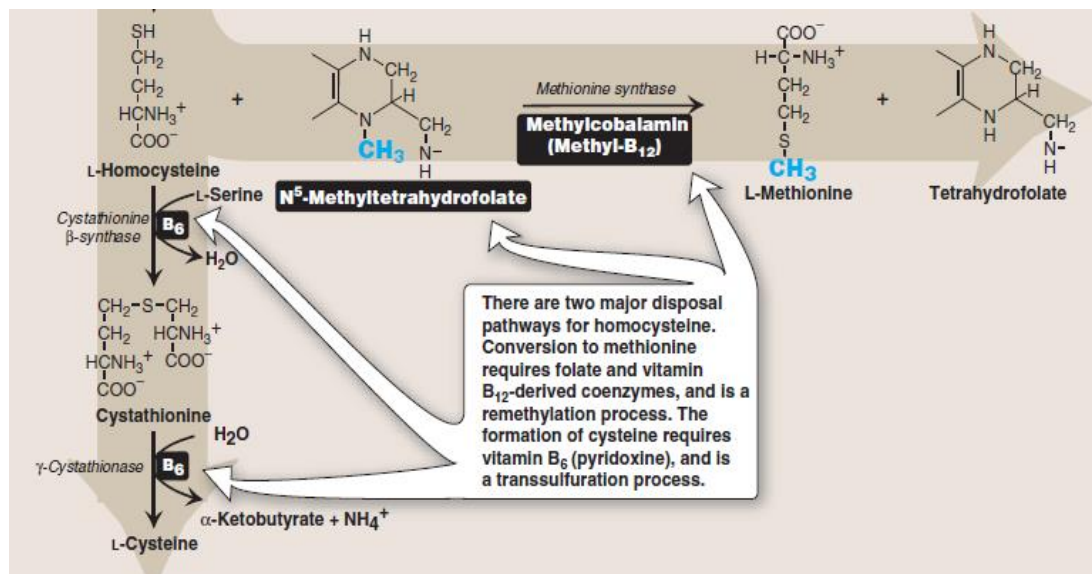 SH
CH₂
CH₂
HCNH₃⁺
COO⁻
L-Homocysteine
+
H
N
CH₂
H
C
N
CH₂
CH₃
N–
H
N⁵-Methyltetrahydrofolate
Methionine synthase
Methylcobalamin
(Methyl-B₁₂)
COO⁻
H–C–NH₃⁺
CH₂
CH₂
S
CH₃
L-Methionine
+
H
N
CH₂
H
C
N
H
CH₂
N–
H
Tetrahydrofolate
L-Serine
Cystathionine
β-synthase
B₆
H₂O
CH₂–S–CH₂
CH₂ HCNH₃⁺
HCNH₃⁺ COO⁻
COO⁻
Cystathionine
H₂O
γ-Cystathionase
B₆
α-Ketobutyrate + NH₄⁺
L-Cysteine
There are two major disposal
pathways for homocysteine.
Conversion to methionine
requires folate and vitamin
B₁₂-derived coenzymes, and is a
remethylation process. The
formation of cysteine requires
vitamin B₆ (pyridoxine), and is
a transsulfuration process.